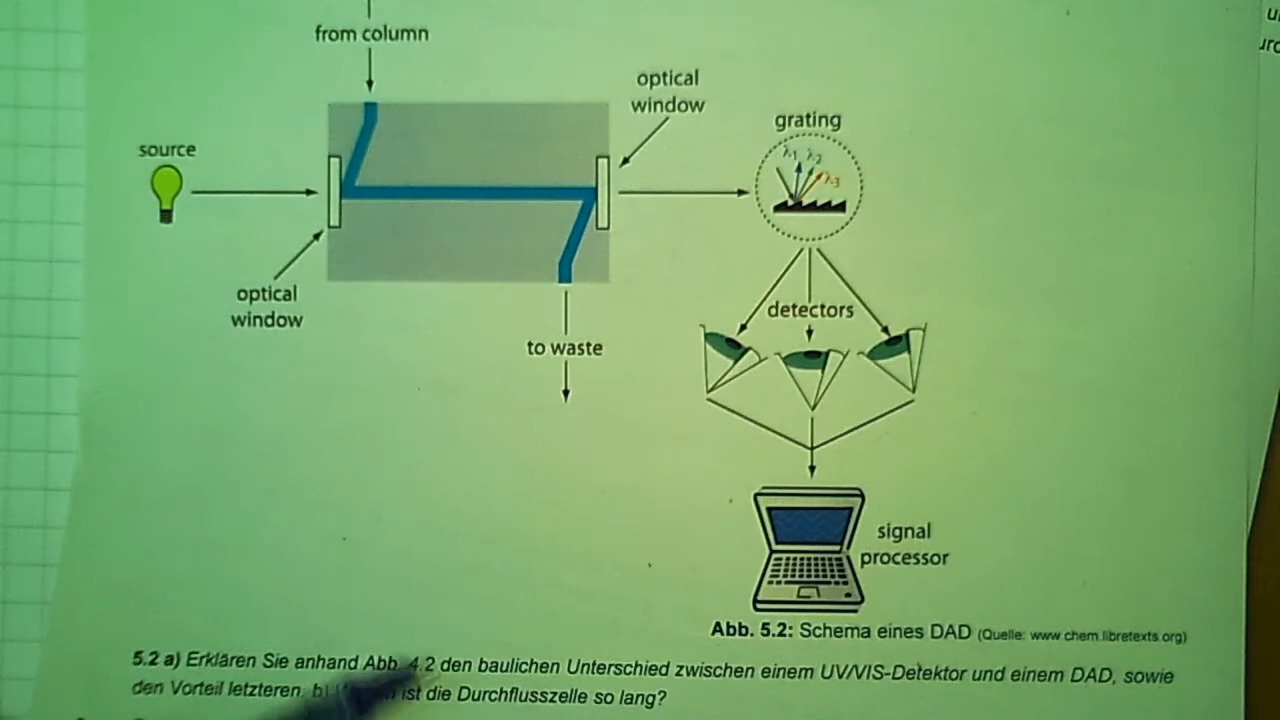 from column
optical
window
grating
source
λ1 λ2
λ3
optical
window
detectors
to waste
signal
processor
Abb. 5.2: Schema eines DAD (Quelle: www.chem.libretexts.org)
5.2 a) Erklären Sie anhand Abb. 4.2 den baulichen Unterschied zwischen einem UV/VIS-Detektor und einem DAD, sowie
den Vorteil letzteren. ist die Durchflusszelle so lang?